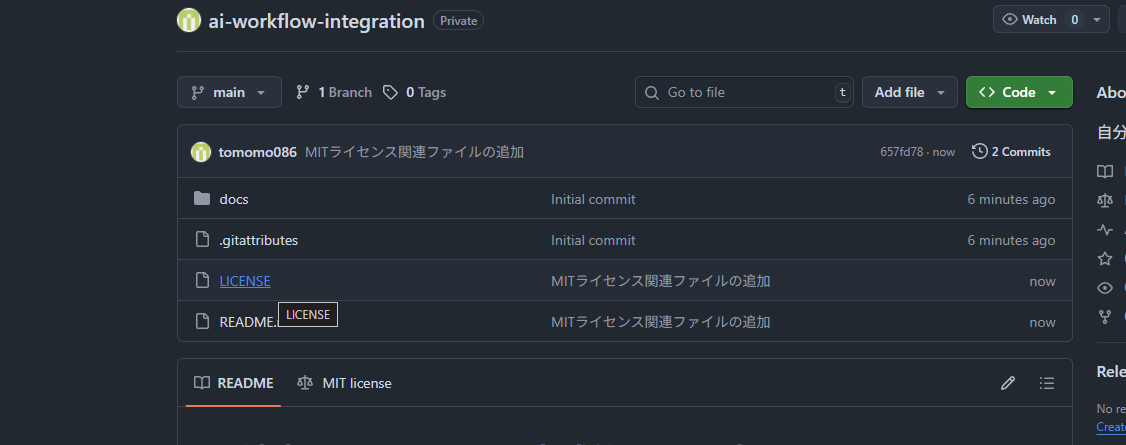 ai-workflow-integration Private Watch 0
main 1 Branch 0 Tags Go to file t Add file Code
Abo
自分
tomomo086 MITライセンス関連ファイルの追加 657fd78 · now 2 Commits
docs Initial commit 6 minutes ago
.gitattributes Initial commit 6 minutes ago
LICENSE MITライセンス関連ファイルの追加 now
LICENSE
README. MITライセンス関連ファイルの追加 now
README MIT license
Rele
No re
Create